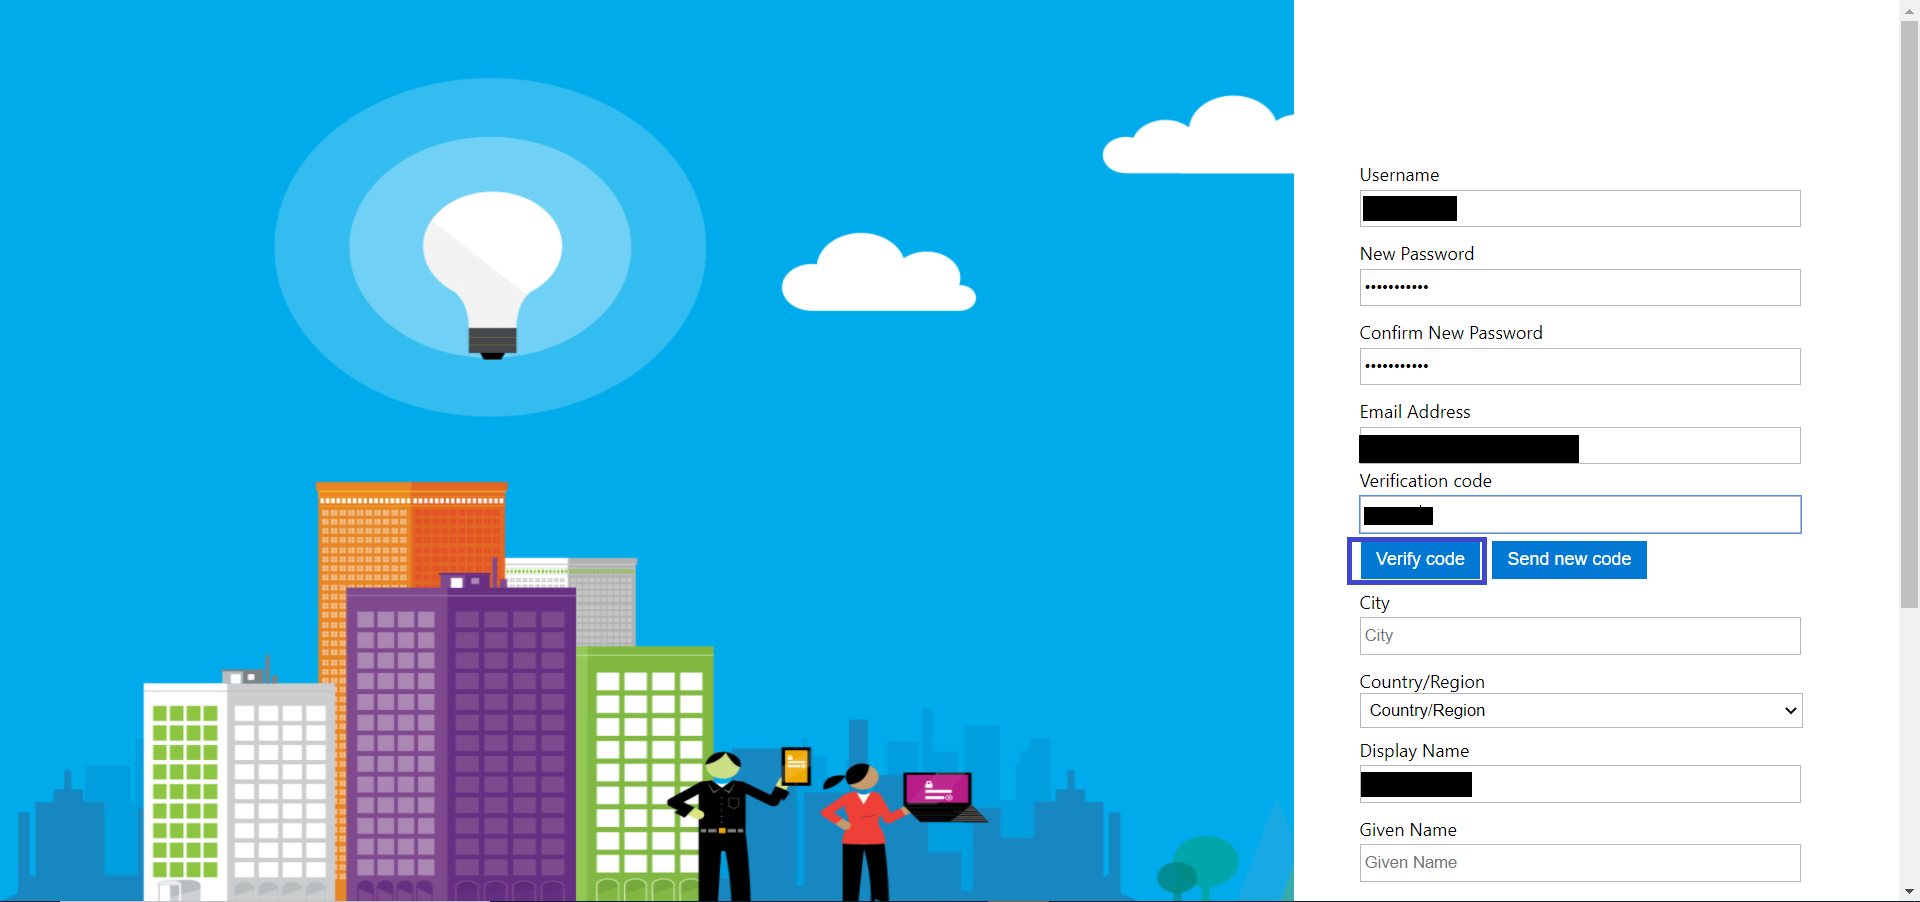 Username
New Password
•••••••••••
Confirm New Password
•••••••••••
Email Address
Verification code
Verify code Send new code
City
City
Country/Region
Country/Region
Display Name
Given Name
Given Name